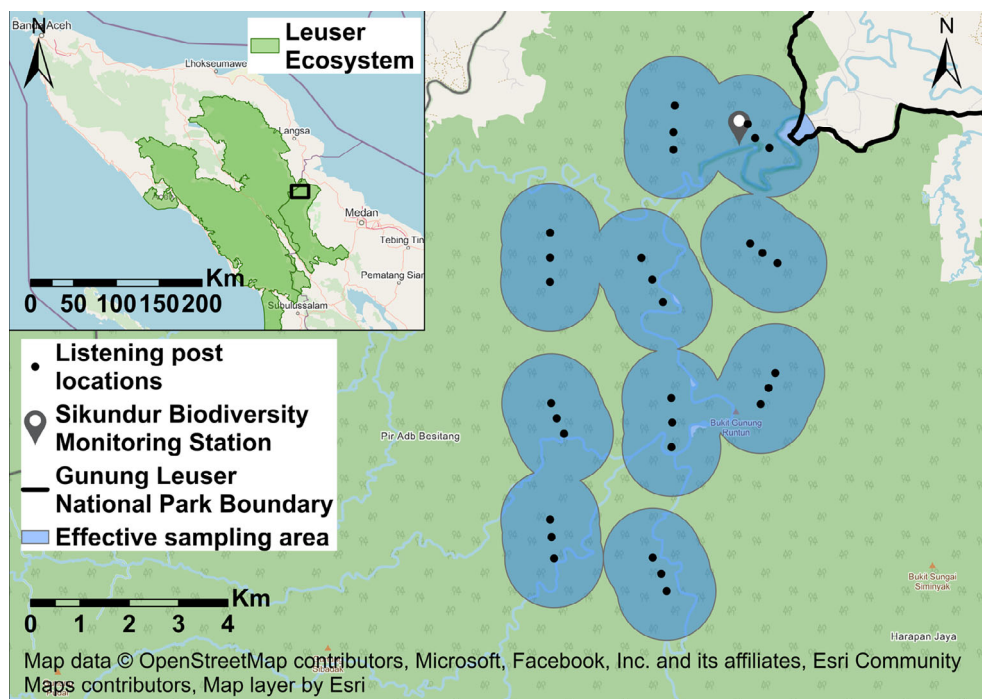 Banda Aceh
N
Lhokseumawe
Leuser
Ecosystem
Langsa
Medan
Tebing Tin
Pematang Siar
Subulussalam
Km
0 50 100 150 200
N
Listening post
locations
Sikundur Biodiversity
Monitoring Station
Gunung Leuser
National Park Boundary
Effective sampling area
Km
0 1 2 3 4
Pir Adb Besitang
Bukit Gunung
Runtun
Bukit Sungai
Siminyak
Harapan Jaya
Map data © OpenStreetMap contributors, Microsoft, Facebook, Inc. and its affiliates, Esri Community
Maps contributors, Map layer by Esri